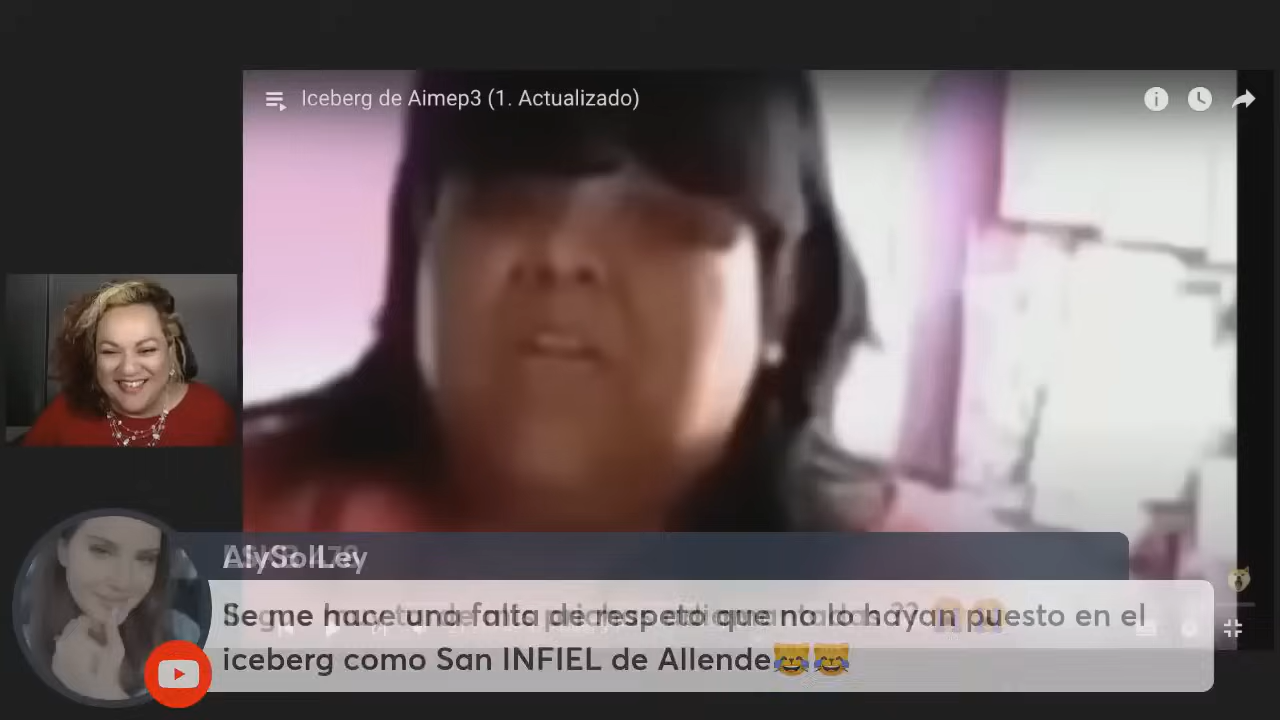 Iceberg de Aimep3 (1. Actualizado)
AlySolLey
Se me hace una falta de respeto que no lo hayan puesto en el
iceberg como San INFIEL de Allende😹😹